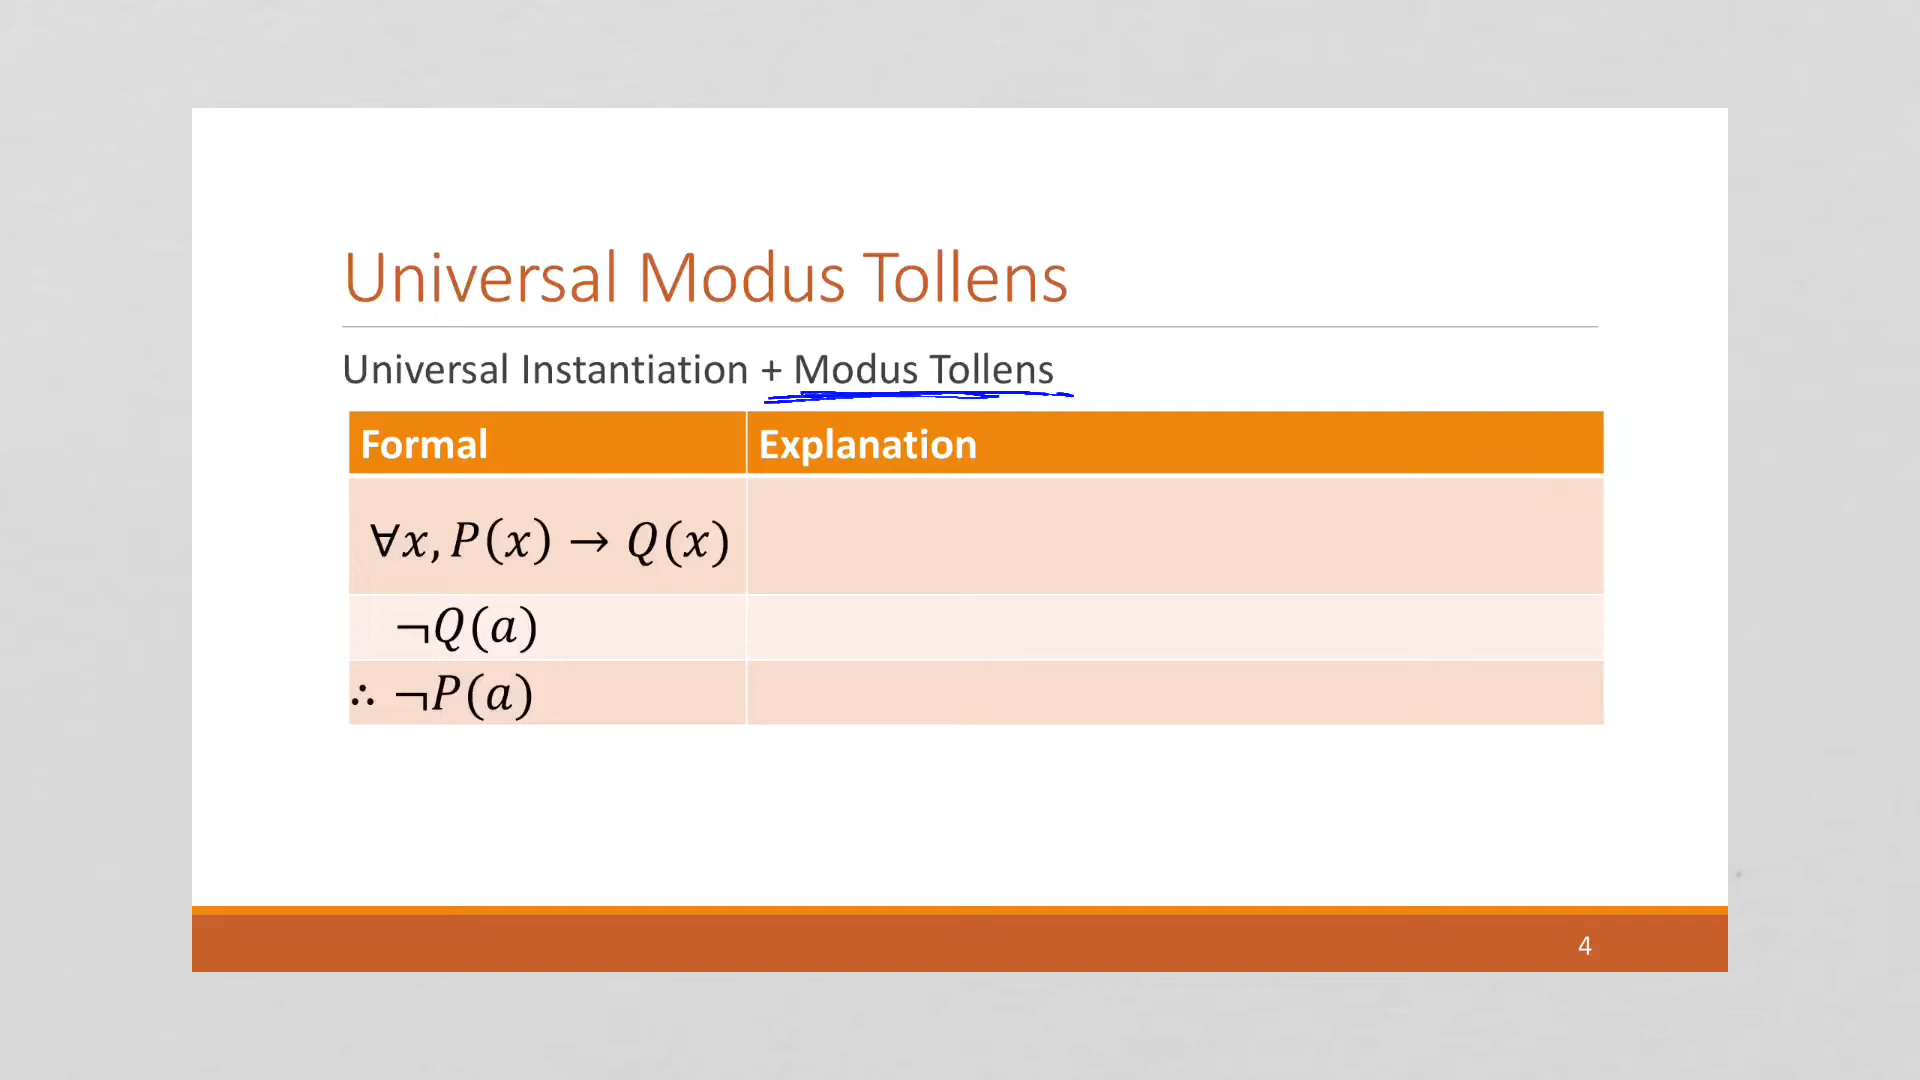 Universal Modus Tollens
Universal Instantiation + Modus Tollens
Formal Explanation
∀x, P(x) → Q(x)
¬Q(a)
∴ ¬P(a)
4